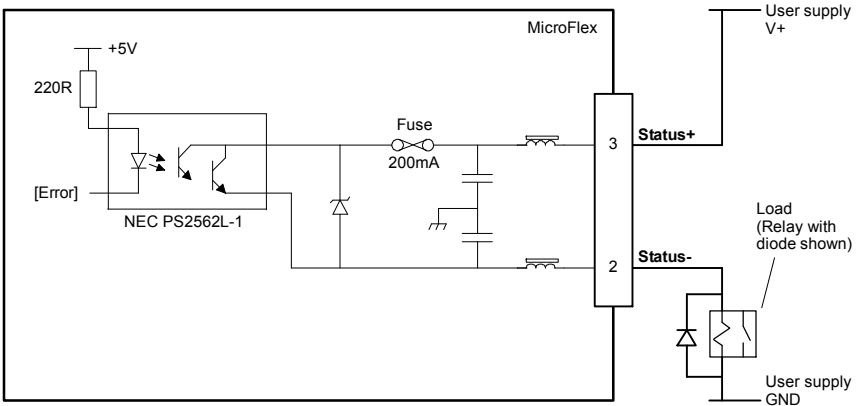 MicroFlex
User supply
V+
+5V
220R
Fuse
200mA
3
Status+
[Error]
NEC PS2562L-1
Load
(Relay with
diode shown)
2
Status-
User supply
GND